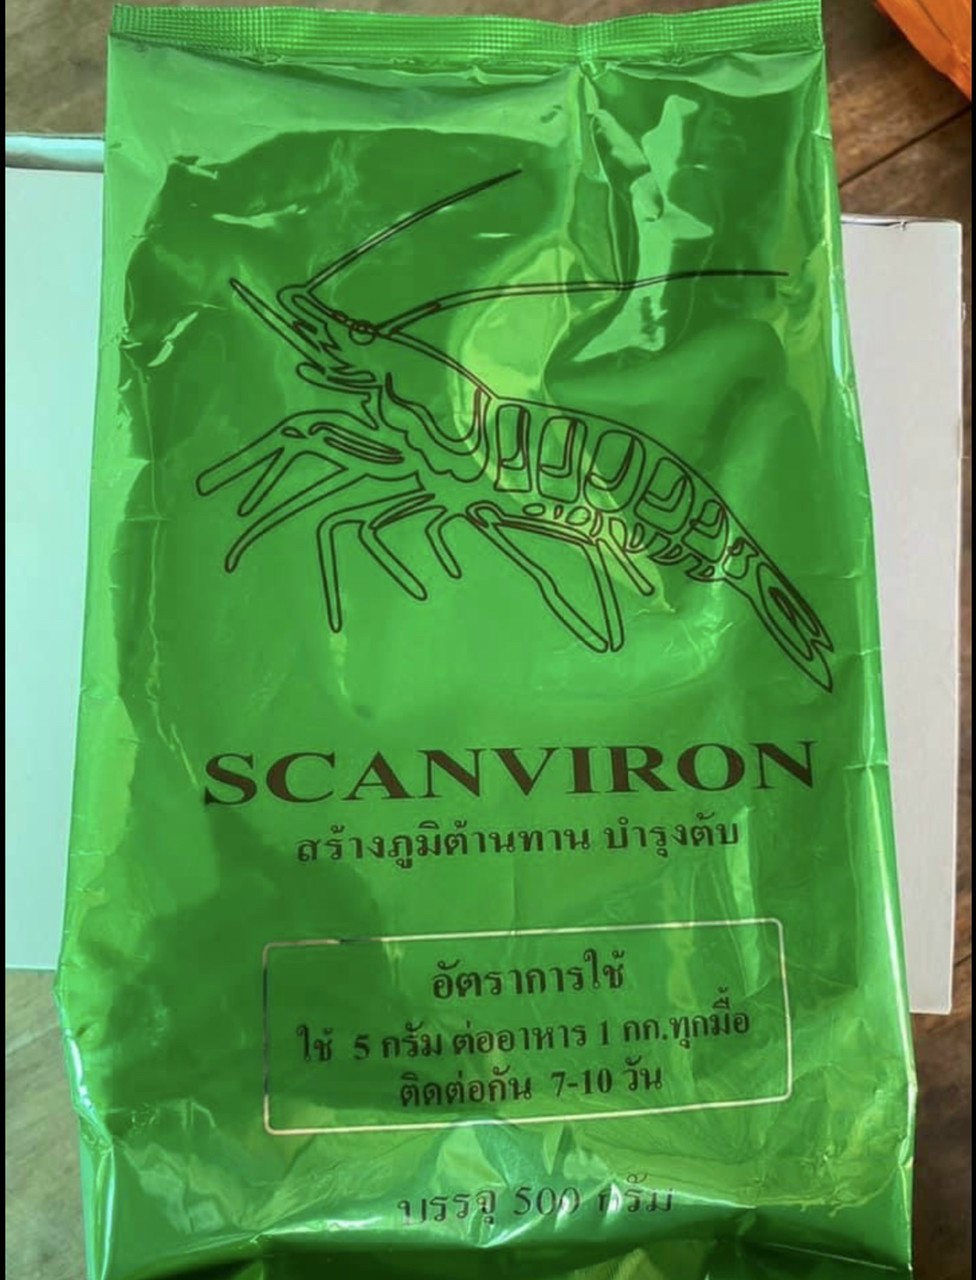 SCANVIRON
สร้างภูมิต้านทาน บำรุงตับ
อัตราการใช้
ใช้ 5 กรัม ต่ออาหาร 1 กก.ทุกมื้อ
ติดต่อกัน 7-10 วัน
บรรจุ 500 กรัม